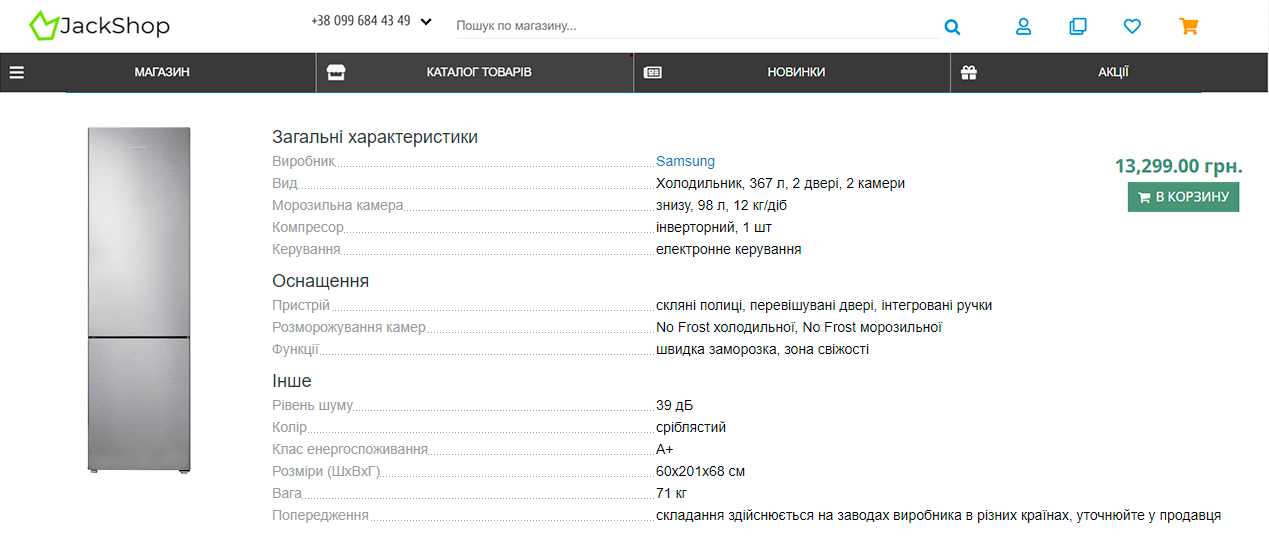 JackShop
+38 099 684 43 49
Пошук по магазину...
МАГАЗИН
КАТАЛОГ ТОВАРІВ
НОВИНКИ
АКЦІЇ
Загальні характеристики
Виробник Samsung
Вид Холодильник, 367 л, 2 двері, 2 камери
Морозильна камера знизу, 98 л, 12 кг/діб
Компресор інверторний, 1 шт
Керування електронне керування
13,299.00 грн.
В КОРЗИНУ
Оснащення
Пристрій скляні полиці, перевішувані двері, інтегровані ручки
Розморожування камер No Frost холодильної, No Frost морозильної
Функції швидка заморозка, зона свіжості
Інше
Рівень шуму 39 дБ
Колір сріблястий
Клас енергоспоживання A+
Розміри (ШхВхГ) 60x201x68 см
Вага 71 кг
Попередження складання здійснюється на заводах виробника в різних країнах, уточнюйте у продавця